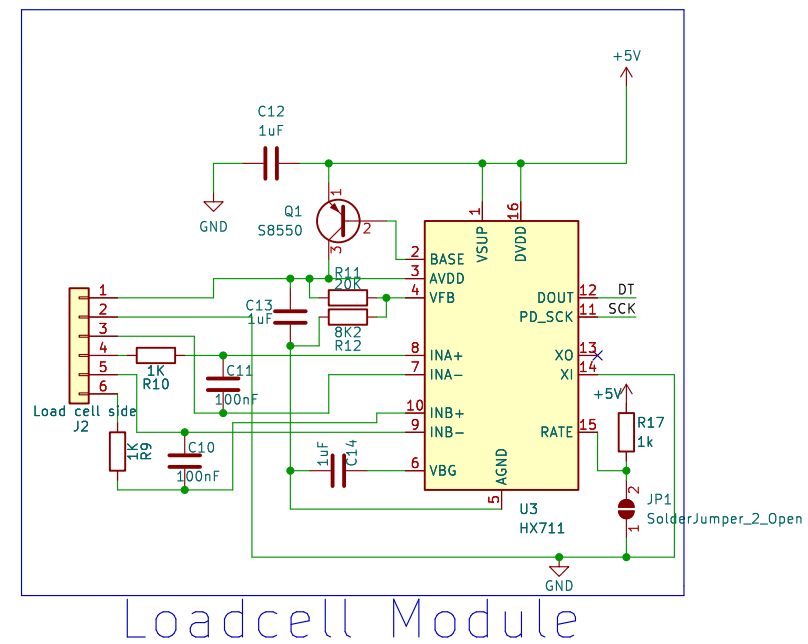 +5V
C12
1uF
GND
Q1
S8550
1
2
3
1
16
VSUP
DVDD
2
BASE
3
AVDD
4
VFB
R11
20K
8K2
R12
C13
1uF
1
2
3
4
5
6
Load cell side
J2
1K
R10
C11
100nF
8
INA+
7
INA-
10
INB+
9
INB-
6
VBG
1K
R9
C10
100nF
1uF
C14
AGND
5
U3
HX711
DOUT
12
DT
PD_SCK
11
SCK
XO
13
XI
14
RATE
15
+5V
R17
1k
2
JP1
SolderJumper_2_Open
1
GND
Loadcell Module